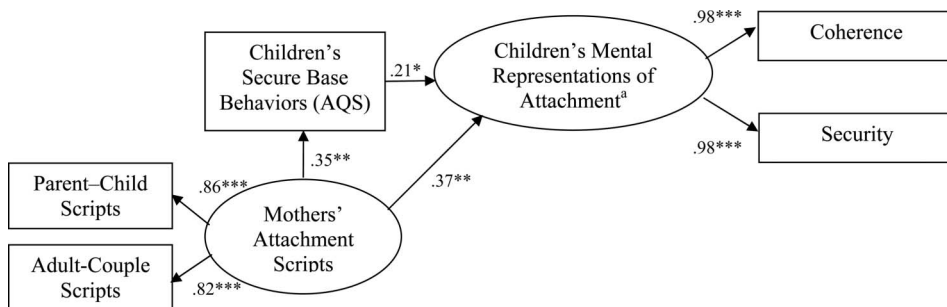 Children's
Secure Base
Behaviors (AQS)
.21*
Children's Mental
Representations of
Attachmentª
.98***
Coherence
.98***
Security
.35**
.37**
Parent–Child
Scripts
.86***
Mothers'
Attachment
Scripts
Adult-Couple
Scripts
.82***